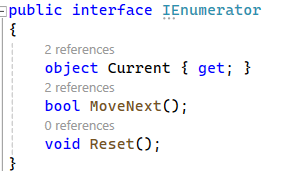 public interface IEnumerator
{
2 references
object Current { get; }
2 references
bool MoveNext();
0 references
void Reset();
}